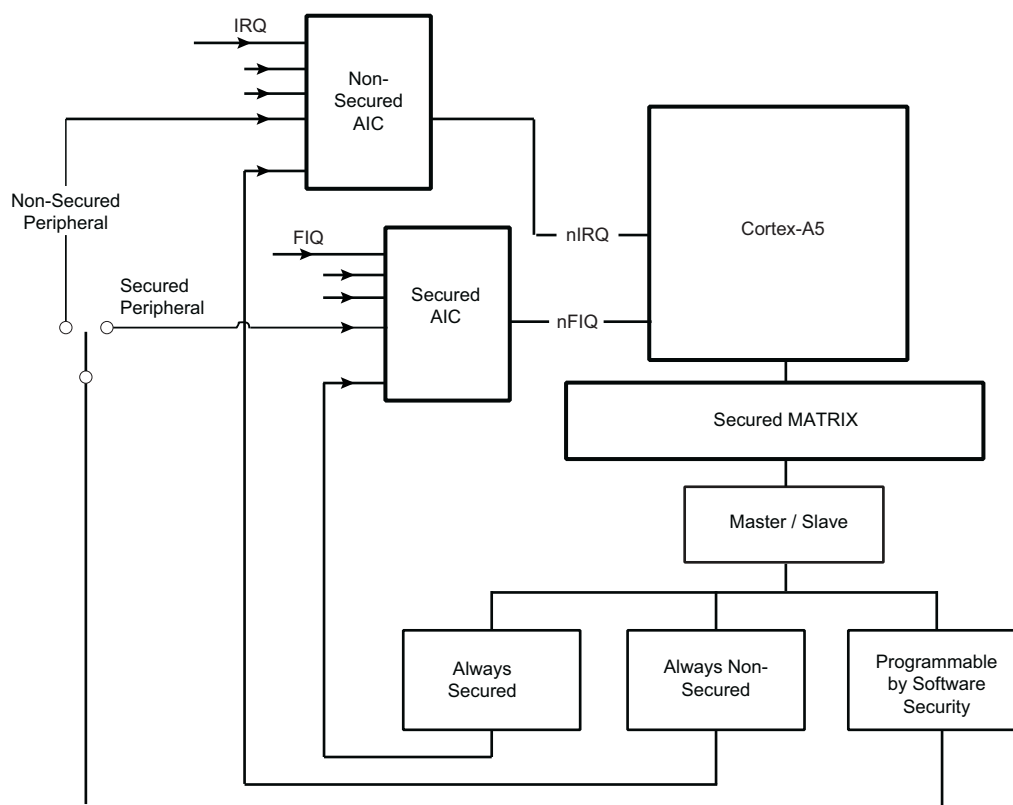 IRQ
Non-
Secured
AIC
Non-Secured
Peripheral
FIQ
nIRQ
Cortex-A5
Secured
Peripheral
Secured
AIC
nFIQ
Secured MATRIX
Master / Slave
Always
Secured
Always Non-
Secured
Programmable
by Software
Security